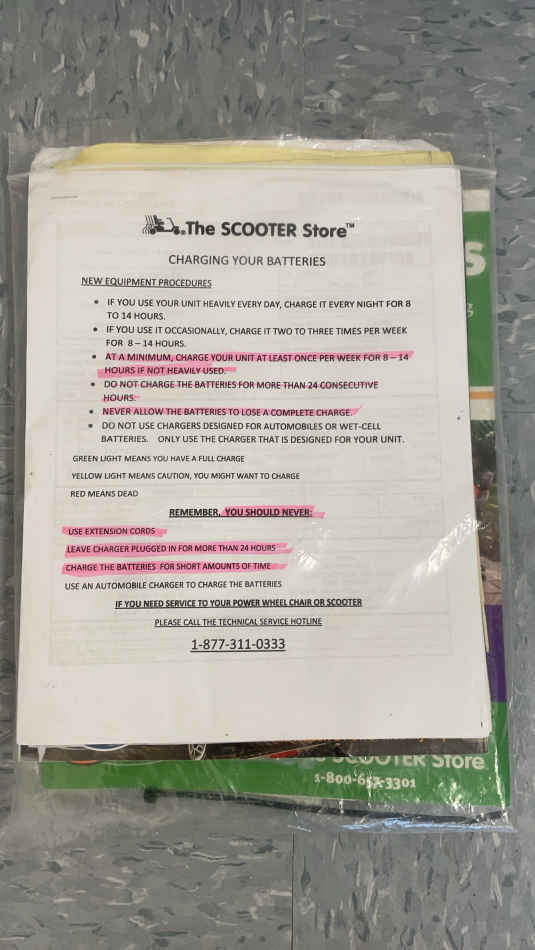 The SCOOTER Store™
CHARGING YOUR BATTERIES
NEW EQUIPMENT PROCEDURES
• IF YOU USE YOUR UNIT HEAVILY EVERY DAY, CHARGE IT EVERY NIGHT FOR 8
TO 14 HOURS.
• IF YOU USE IT OCCASIONALLY, CHARGE IT TWO TO THREE TIMES PER WEEK
FOR 8 – 14 HOURS.
• AT A MINIMUM, CHARGE YOUR UNIT AT LEAST ONCE PER WEEK FOR 8 – 14
HOURS IF NOT HEAVILY USED.
• DO NOT CHARGE THE BATTERIES FOR MORE THAN 24 CONSECUTIVE
HOURS.
• NEVER ALLOW THE BATTERIES TO LOSE A COMPLETE CHARGE.
• DO NOT USE CHARGERS DESIGNED FOR AUTOMOBILES OR WET-CELL
BATTERIES. ONLY USE THE CHARGER THAT IS DESIGNED FOR YOUR UNIT.
GREEN LIGHT MEANS YOU HAVE A FULL CHARGE
YELLOW LIGHT MEANS CAUTION, YOU MIGHT WANT TO CHARGE
RED MEANS DEAD
REMEMBER, YOU SHOULD NEVER:
USE EXTENSION CORDS
LEAVE CHARGER PLUGGED IN FOR MORE THAN 24 HOURS
CHARGE THE BATTERIES FOR SHORT AMOUNTS OF TIME
USE AN AUTOMOBILE CHARGER TO CHARGE THE BATTERIES
IF YOU NEED SERVICE TO YOUR POWER WHEEL CHAIR OR SCOOTER
PLEASE CALL THE TECHNICAL SERVICE HOTLINE
1-877-311-0333
SCOOTER Store
1-800-657-3301